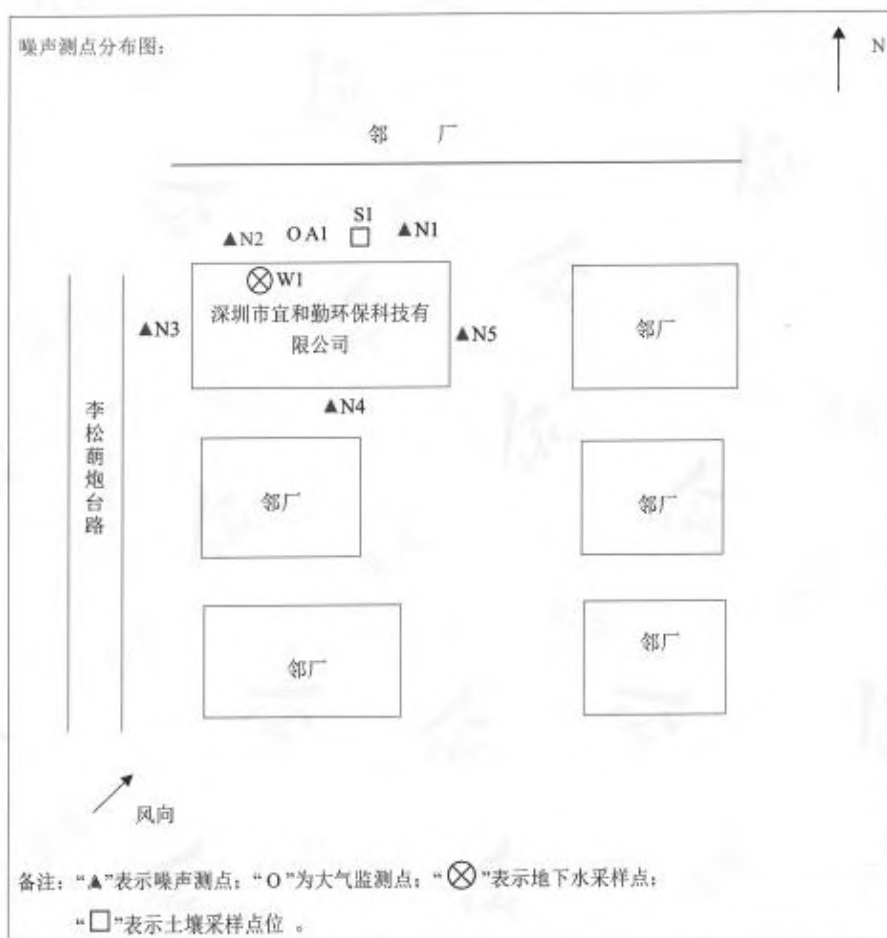 噪声测点分布图：
N
邻 厂
S1
▲N2 O A1 □ ▲N1
⊗W1
深圳市宜和勤环保科技有
限公司
▲N3
▲N5
邻厂
▲N4
李松蓢炮台路
邻厂
邻厂
邻厂
邻厂
风向
备注：“▲”表示噪声测点；“O”为大气监测点；“⊗”表示地下水采样点；
“□”表示土壤采样点位 。